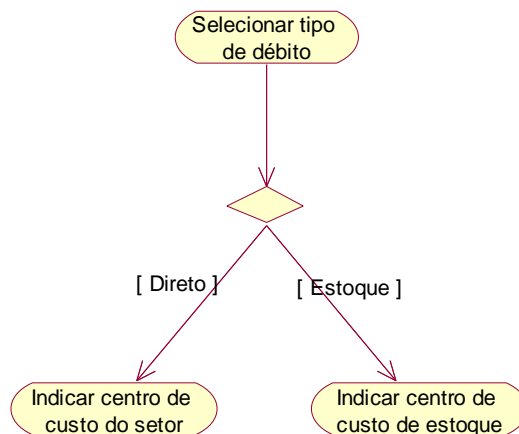 Selecionar tipo
de débito
[ Direto ]
[ Estoque ]
Indicar centro de
custo do setor
Indicar centro de
custo de estoque